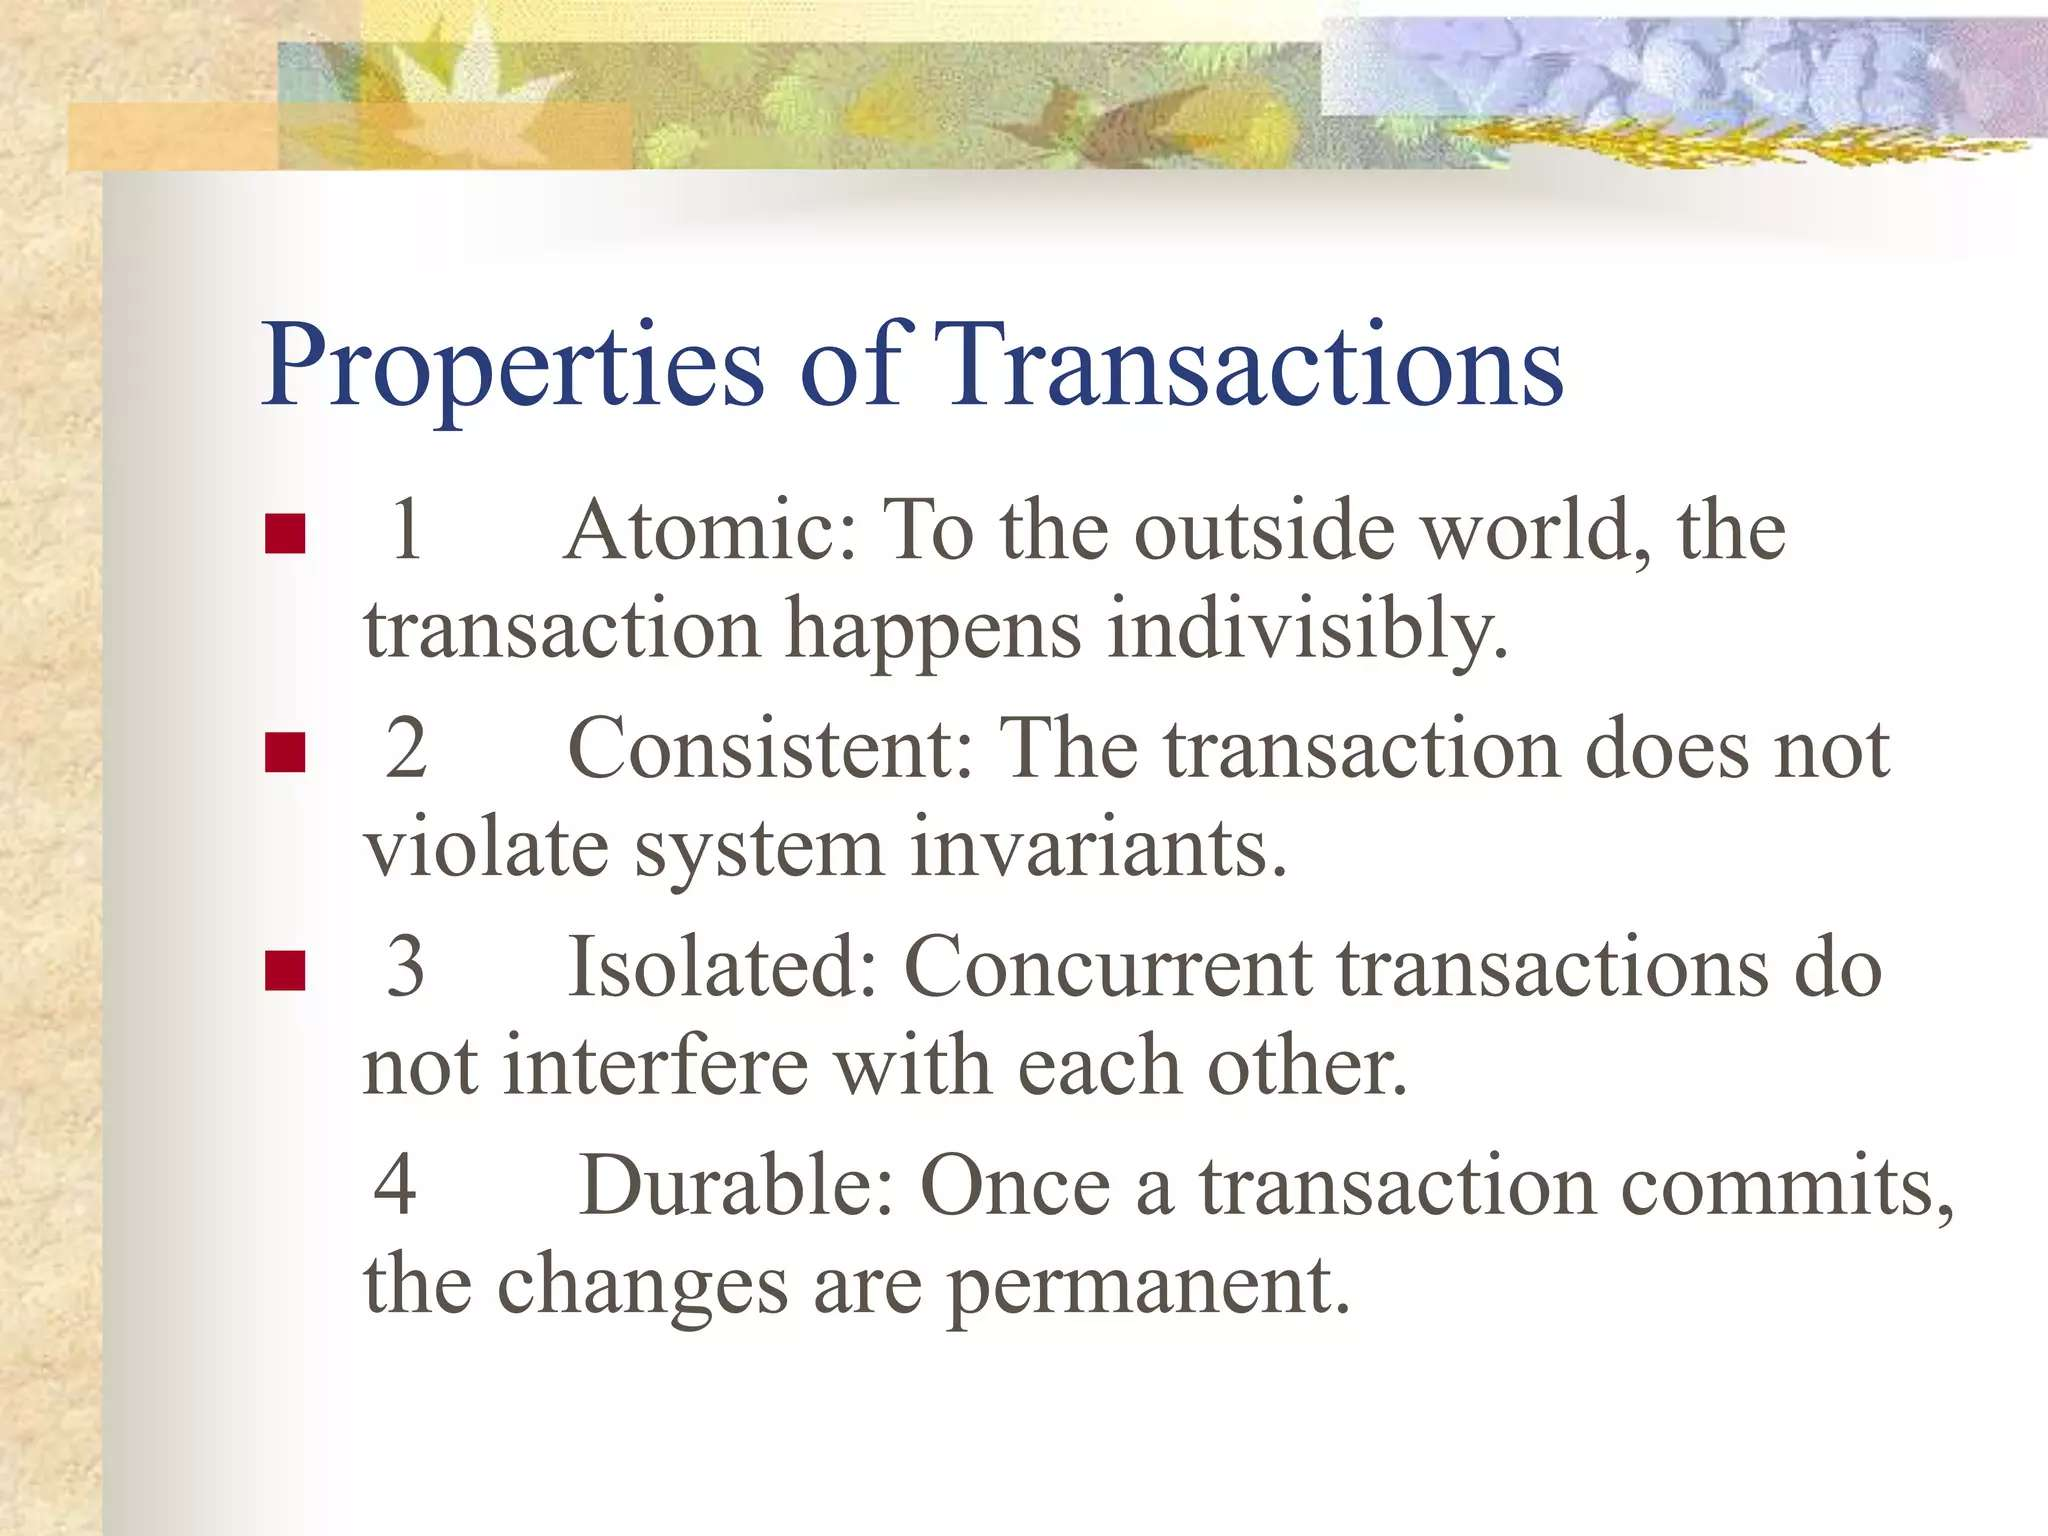 Properties of Transactions
■ 1 Atomic: To the outside world, the
transaction happens indivisibly.
■ 2 Consistent: The transaction does not
violate system invariants.
■ 3 Isolated: Concurrent transactions do
not interfere with each other.
4 Durable: Once a transaction commits,
the changes are permanent.